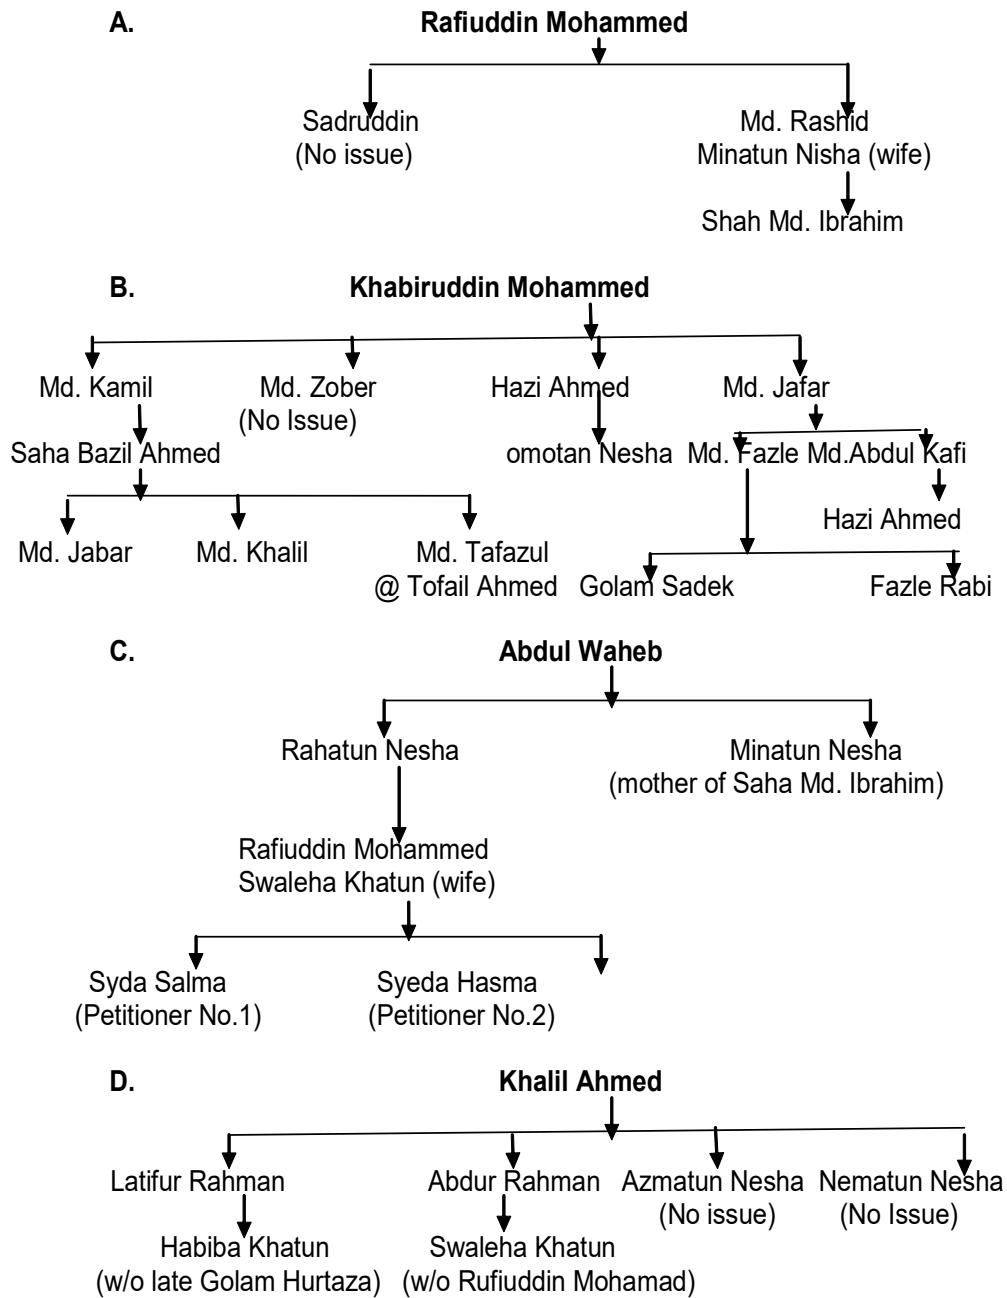 A. Rafiuddin Mohammed
Sadruddin Md. Rashid
(No issue) Minatun Nisha (wife)
Shah Md. Ibrahim
B. Khabiruddin Mohammed
Md. Kamil Md. Zober Hazi Ahmed Md. Jafar
(No Issue)
Saha Bazil Ahmed omotan Nesha Md. Fazle Md.Abdul Kafi
Hazi Ahmed
Md. Jabar Md. Khalil Md. Tafazul
@ Tofail Ahmed Golam Sadek Fazle Rabi
C. Abdul Waheb
Rahatun Nesha Minatun Nesha
(mother of Saha Md. Ibrahim)
Rafiuddin Mohammed
Swaleha Khatun (wife)
Syda Salma Syeda Hasma
(Petitioner No.1) (Petitioner No.2)
D. Khalil Ahmed
Latifur Rahman Abdur Rahman Azmatun Nesha Nematun Nesha
(No issue) (No Issue)
Habiba Khatun Swaleha Khatun
(w/o late Golam Hurtaza) (w/o Rufiuddin Mohamad)